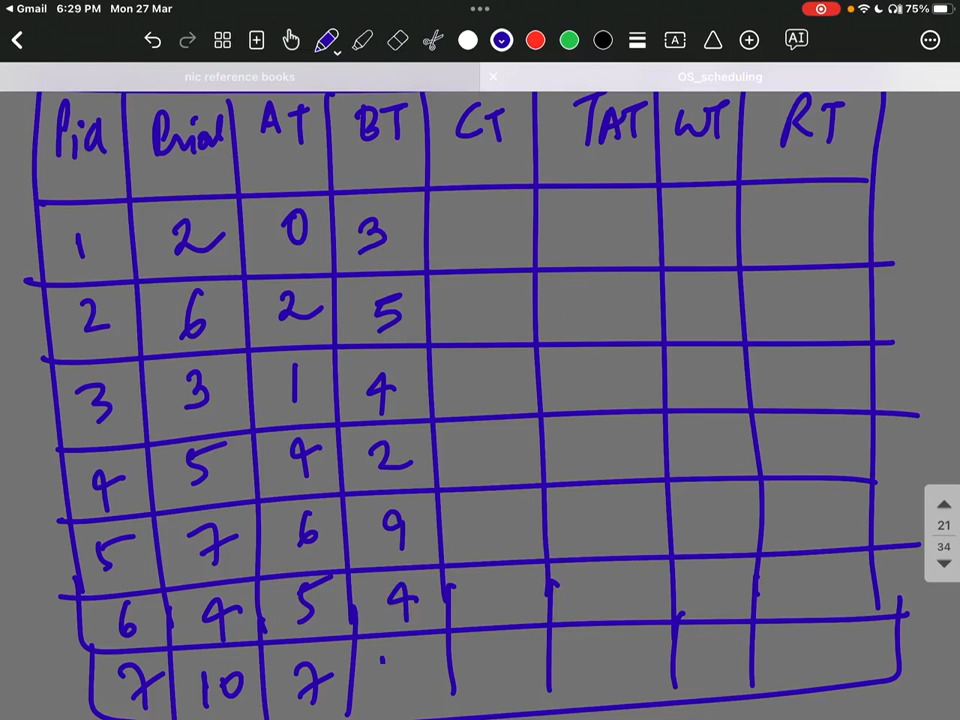 Gmail 6:29 PM Mon 27 Mar 75%
A AI
nic reference books OS_scheduling
Pid AT BT CT TAT WT RT
1 2 0 3
2 6 2 5
3 3 1 4
4 5 4 2
5 7 6 9
6 4 5 4
7 10 7
21
34